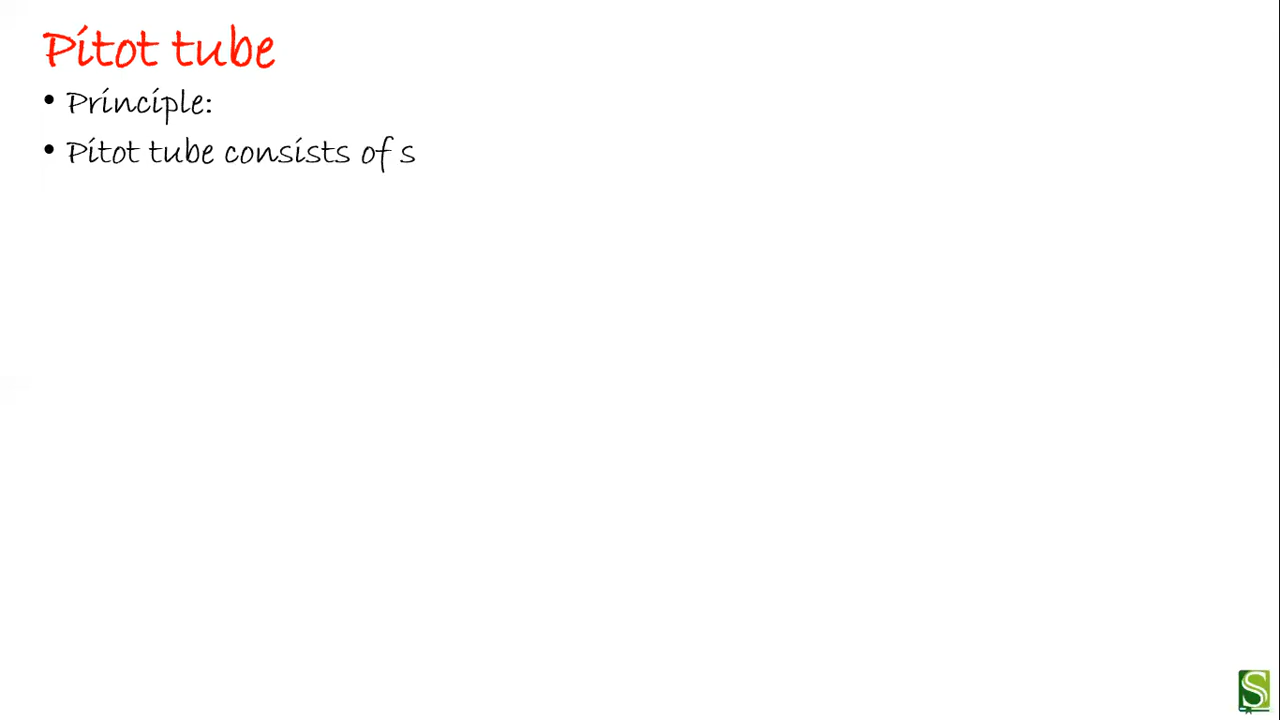 Pitot tube
• Principle:
• Pitot tube consists of s
S